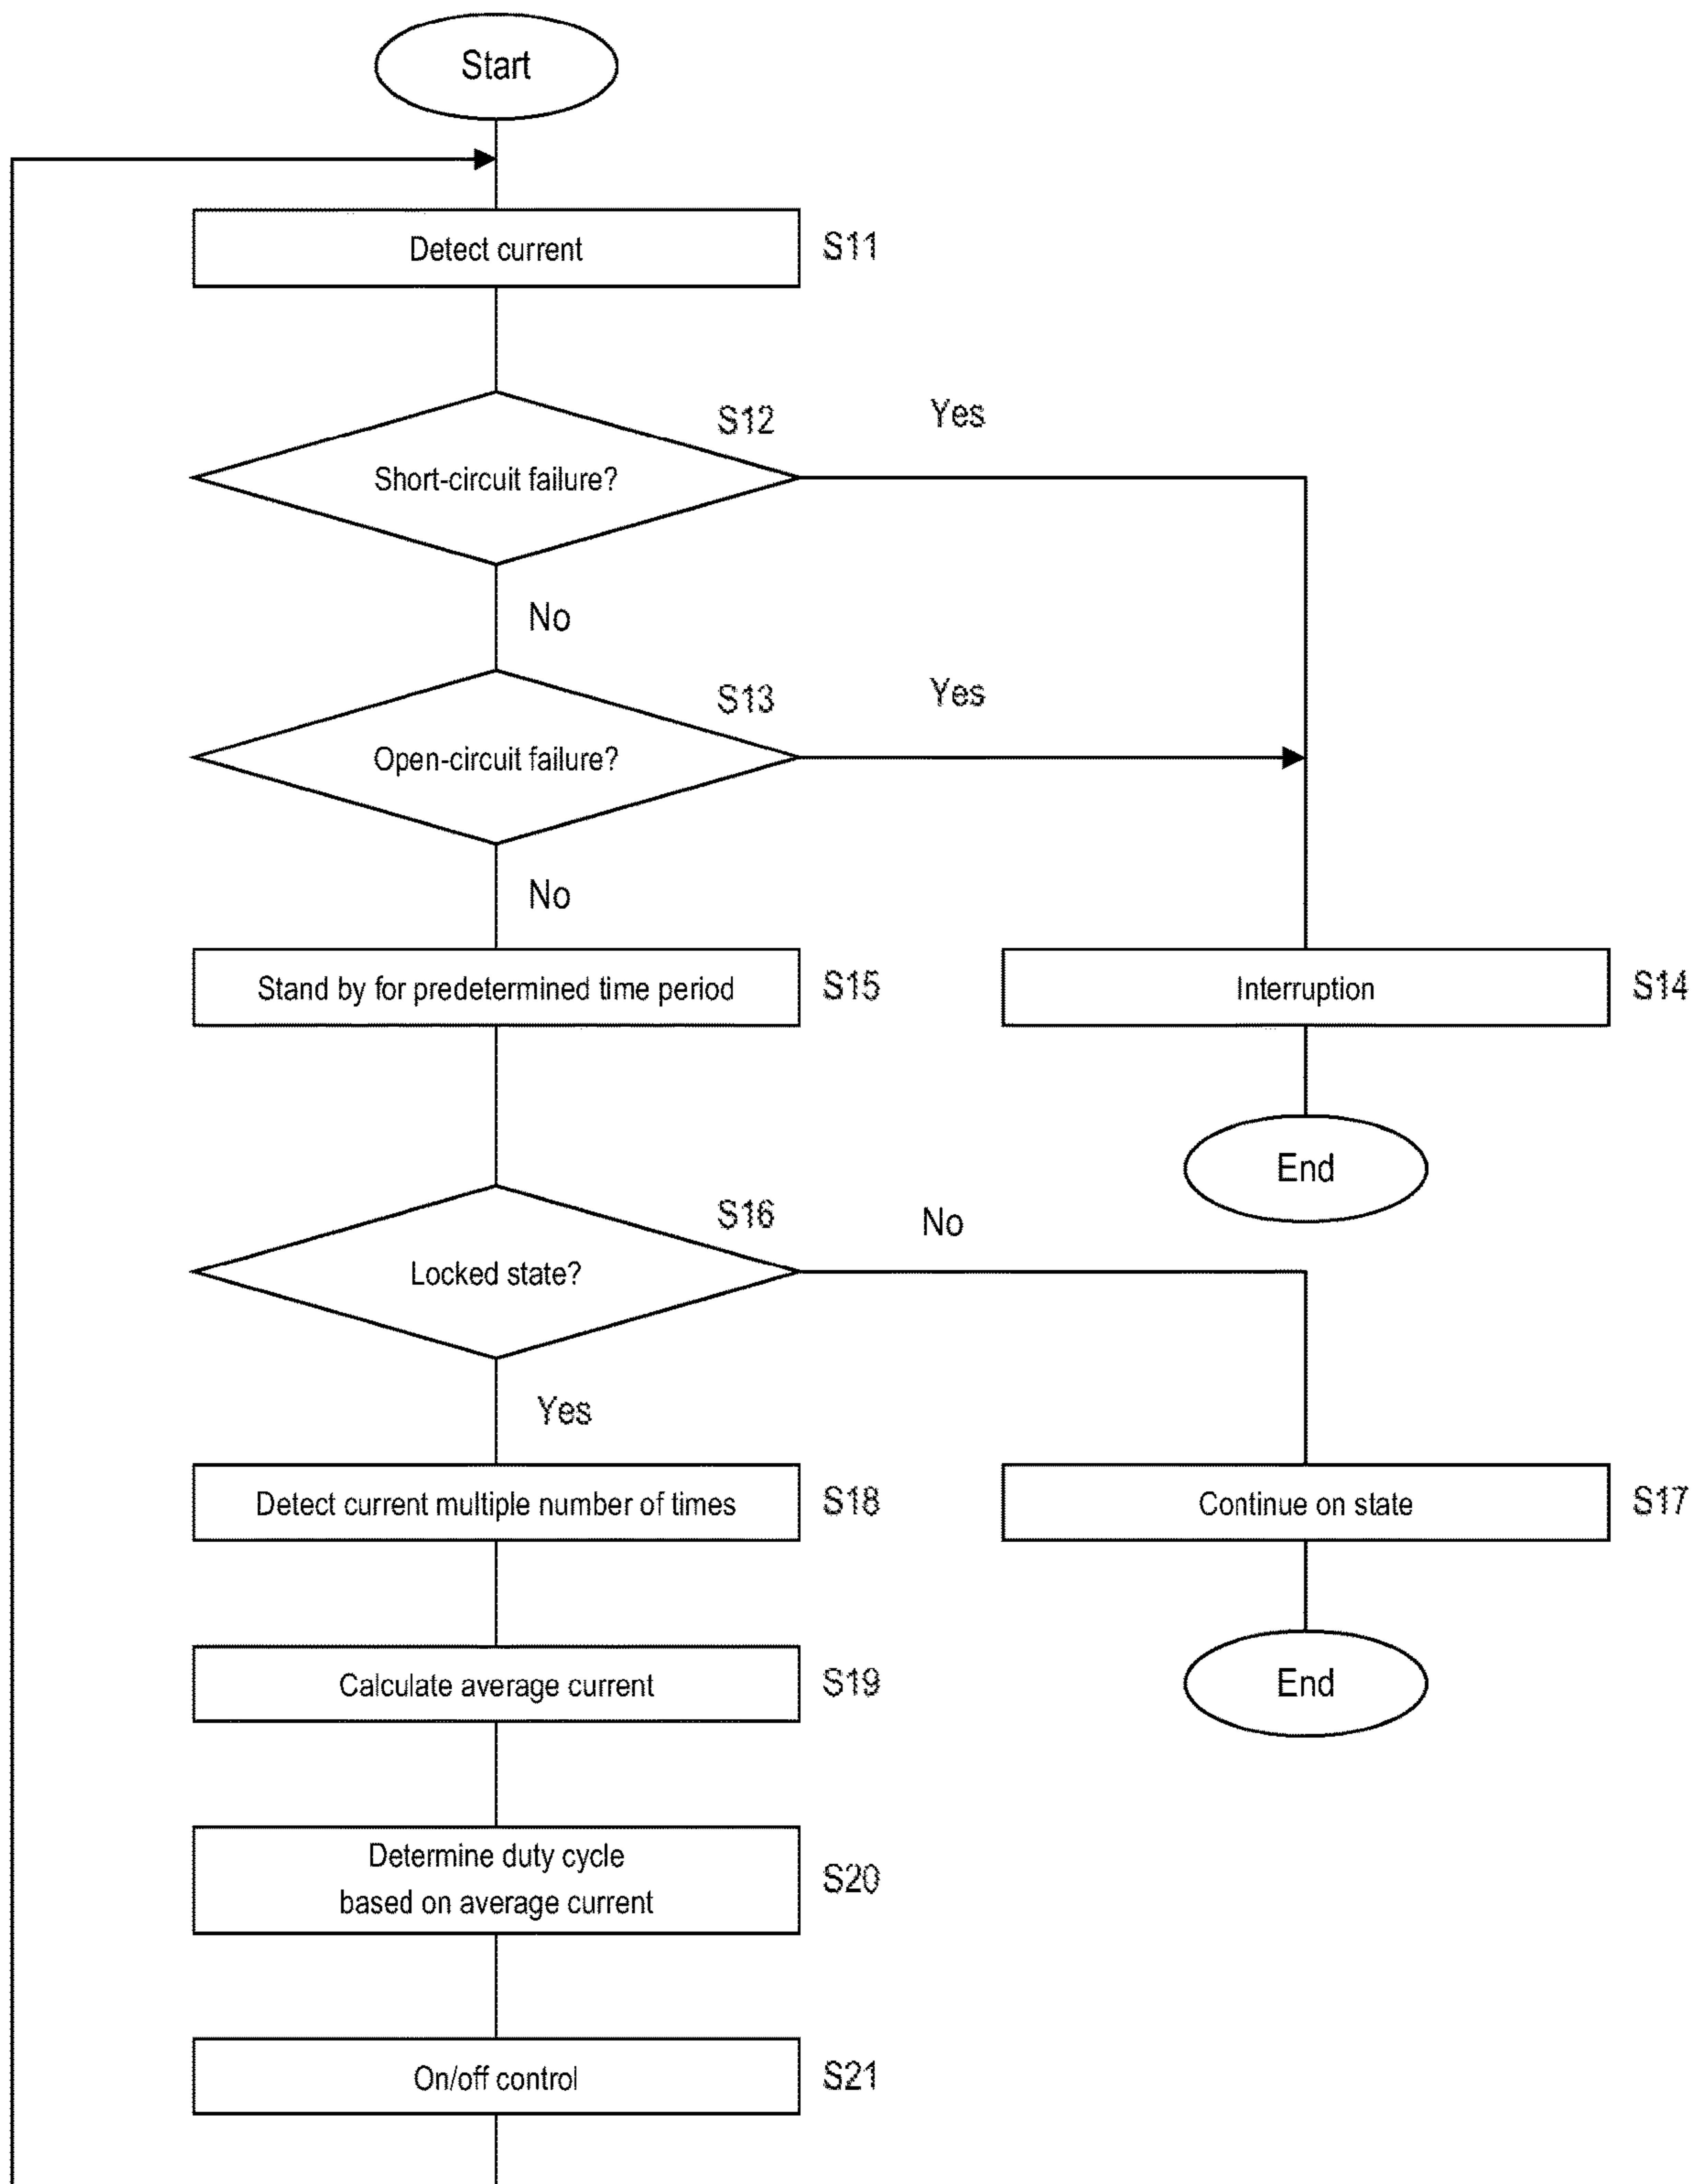 Start
Detect current
S11
S12
Yes
Short-circuit failure?
No
S13
Yes
Open-circuit failure?
No
Stand by for predetermined time period
S15
Interruption
S14
End
S16
No
Locked state?
Yes
Detect current multiple number of times
S18
Continue on state
S17
Calculate average current
S19
End
Determine duty cycle
based on average current
S20
On/off control
S21